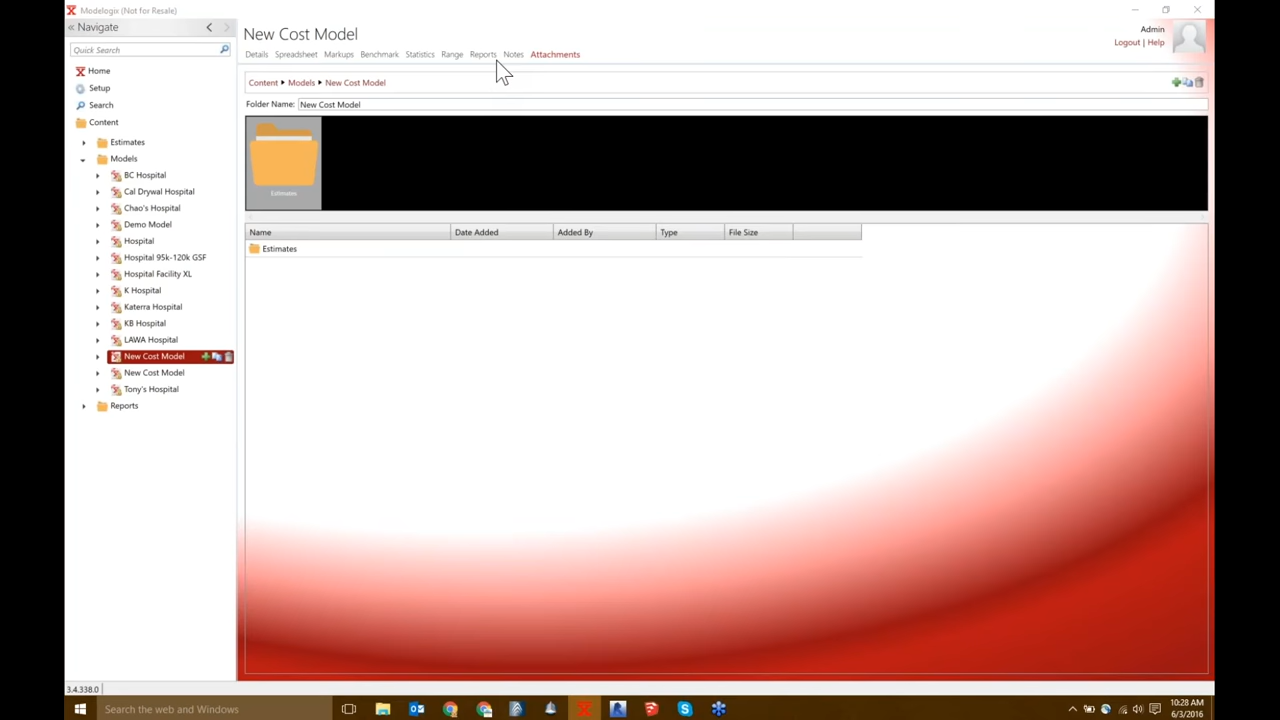 Modelogix (Not for Resale)
« Navigate
New Cost Model
Admin
Logout | Help
Quick Search
Details Spreadsheet Markups Benchmark Statistics Range Reports Notes Attachments
Home
Setup
Search
Content
Estimates
Models
BC Hospital
Cal Drywal Hospital
Chao's Hospital
Demo Model
Hospital
Hospital 95k-120k GSF
Hospital Facility XL
K Hospital
Katerra Hospital
KB Hospital
LAWA Hospital
New Cost Model
New Cost Model
Tony's Hospital
Reports
Content Models New Cost Model
Folder Name: New Cost Model
Estimates
Name Date Added Added By Type File Size
Estimates
3.4.338.0
Search the web and Windows
10:28 AM
6/3/2016